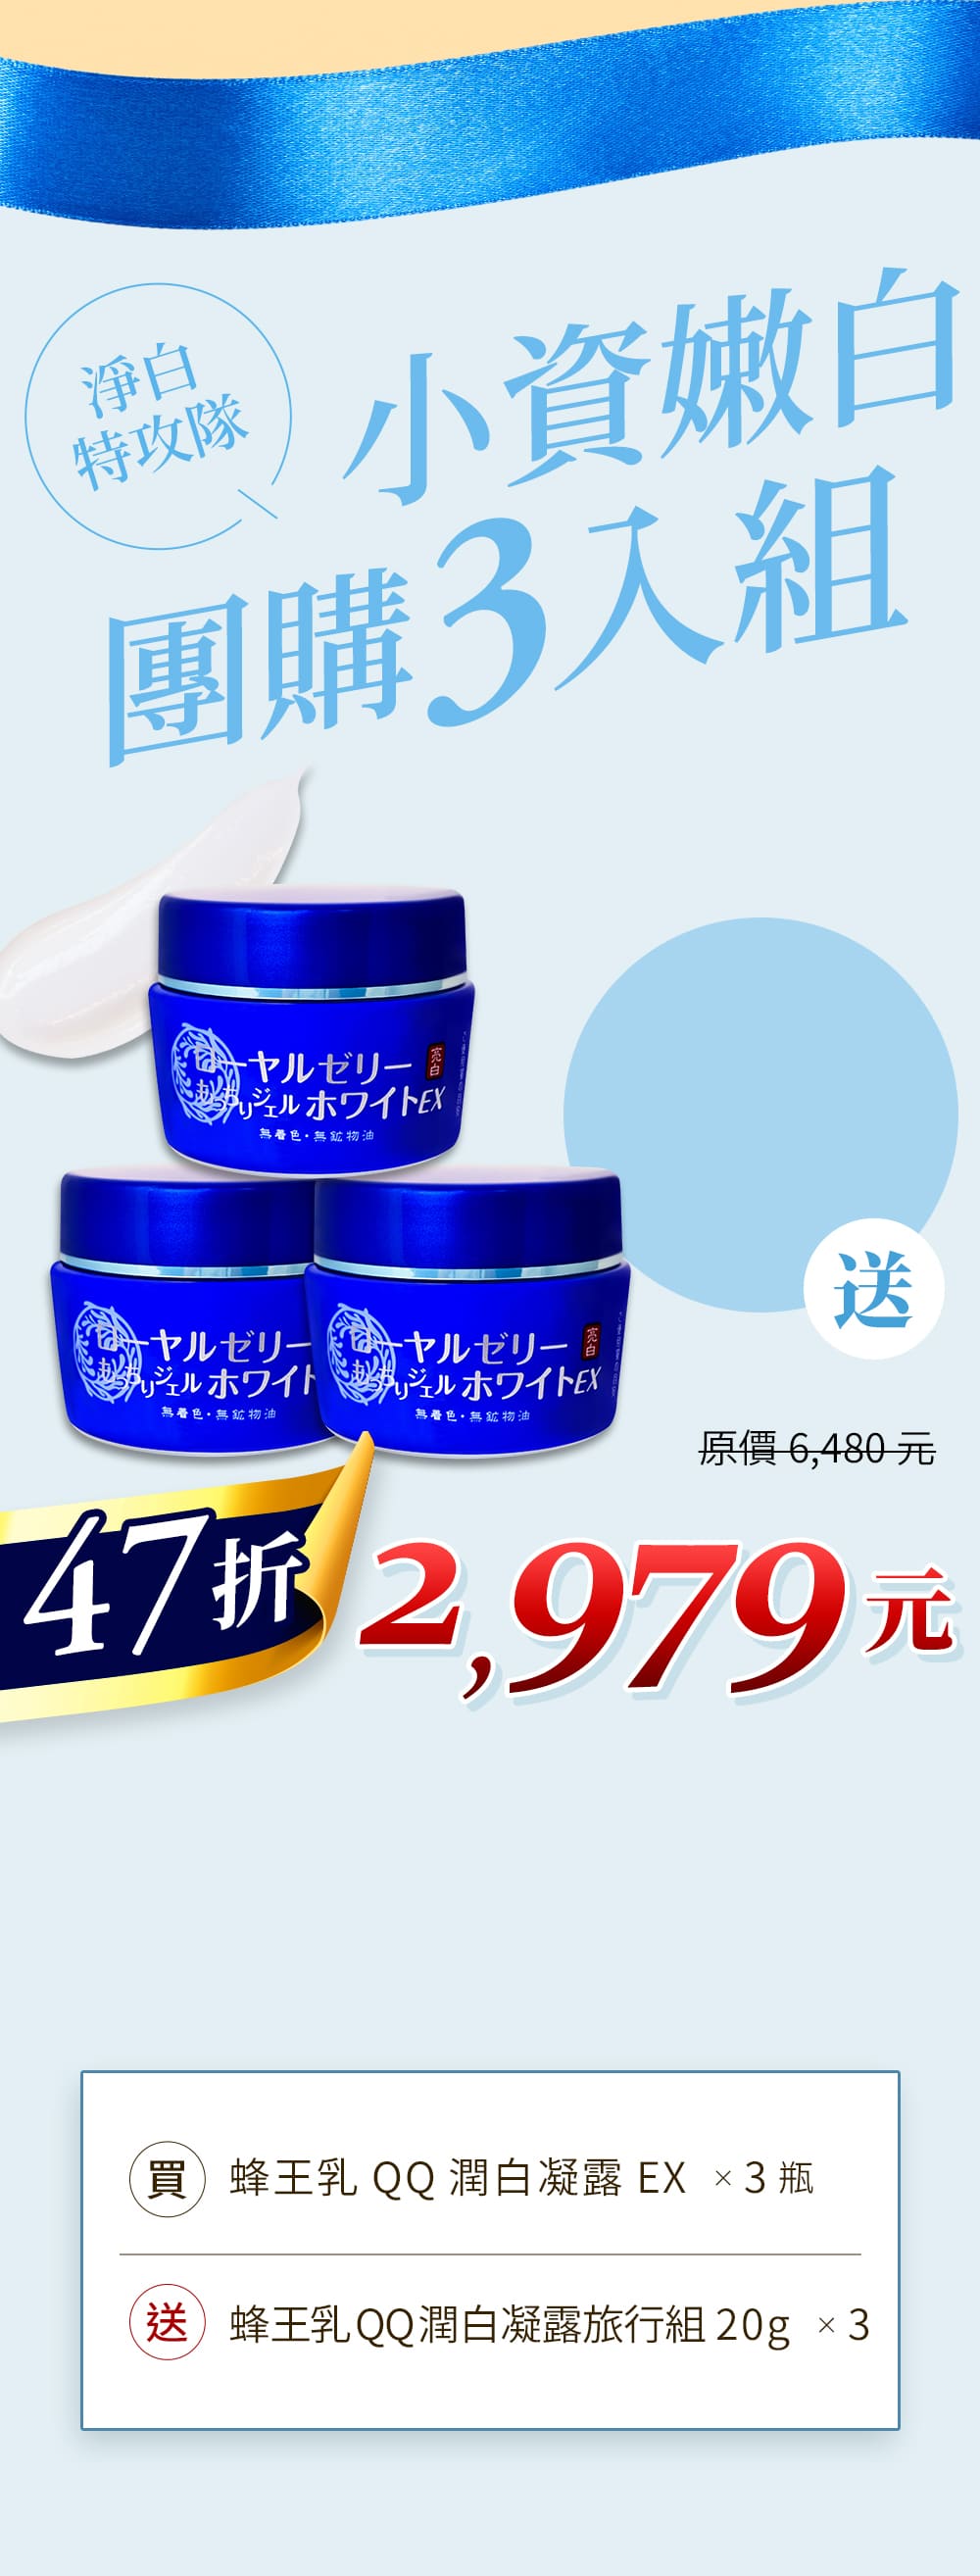 淨白
特攻隊
小資嫩白
團購3入組
ローヤルゼリー
もっちりジェル ホワイトEX
亮白
無着色・無鉱物油
ローヤルゼリー
もっちりジェル ホワイト
無着色・無鉱物油
ローヤルゼリー
もっちりジェル ホワイトEX
亮白
無着色・無鉱物油
送
原價 6,480 元
47折
2,979元
買 蜂王乳 QQ 潤白凝露 EX × 3 瓶
送 蜂王乳QQ潤白凝露旅行組 20g × 3